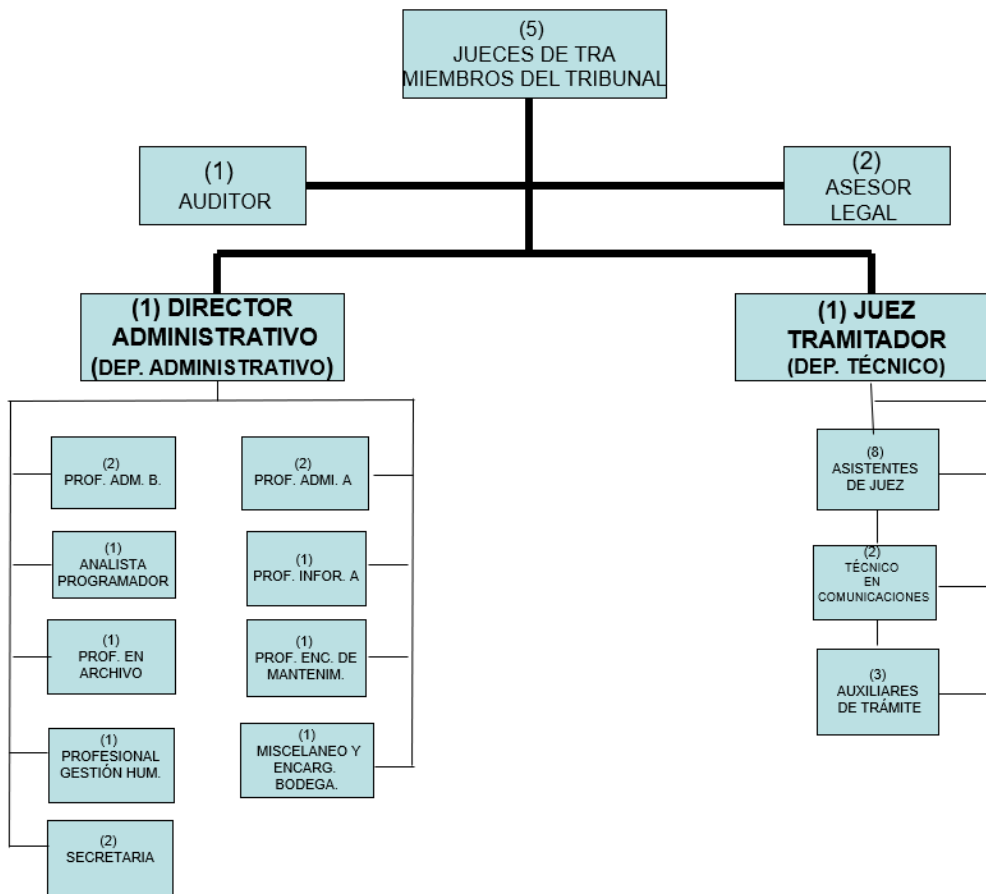 (5)
JUECES DE TRA
MIEMBROS DEL TRIBUNAL
(1)
AUDITOR
(2)
ASESOR
LEGAL
(1) DIRECTOR
ADMINISTRATIVO
(DEP. ADMINISTRATIVO)
(1) JUEZ
TRAMITADOR
(DEP. TÉCNICO)
(2)
PROF. ADM. B.
(2)
PROF. ADMI. A
(8)
ASISTENTES
DE JUEZ
(1)
ANALISTA
PROGRAMADOR
(1)
PROF. INFOR. A
(2)
TÉCNICO
EN
COMUNICACIONES
(1)
PROF. EN
ARCHIVO
(1)
PROF. ENC. DE
MANTENIM.
(3)
AUXILIARES
DE TRÁMITE
(1)
PROFESIONAL
GESTIÓN HUM.
(1)
MISCELANEO Y
ENCARG.
BODEGA.
(2)
SECRETARIA